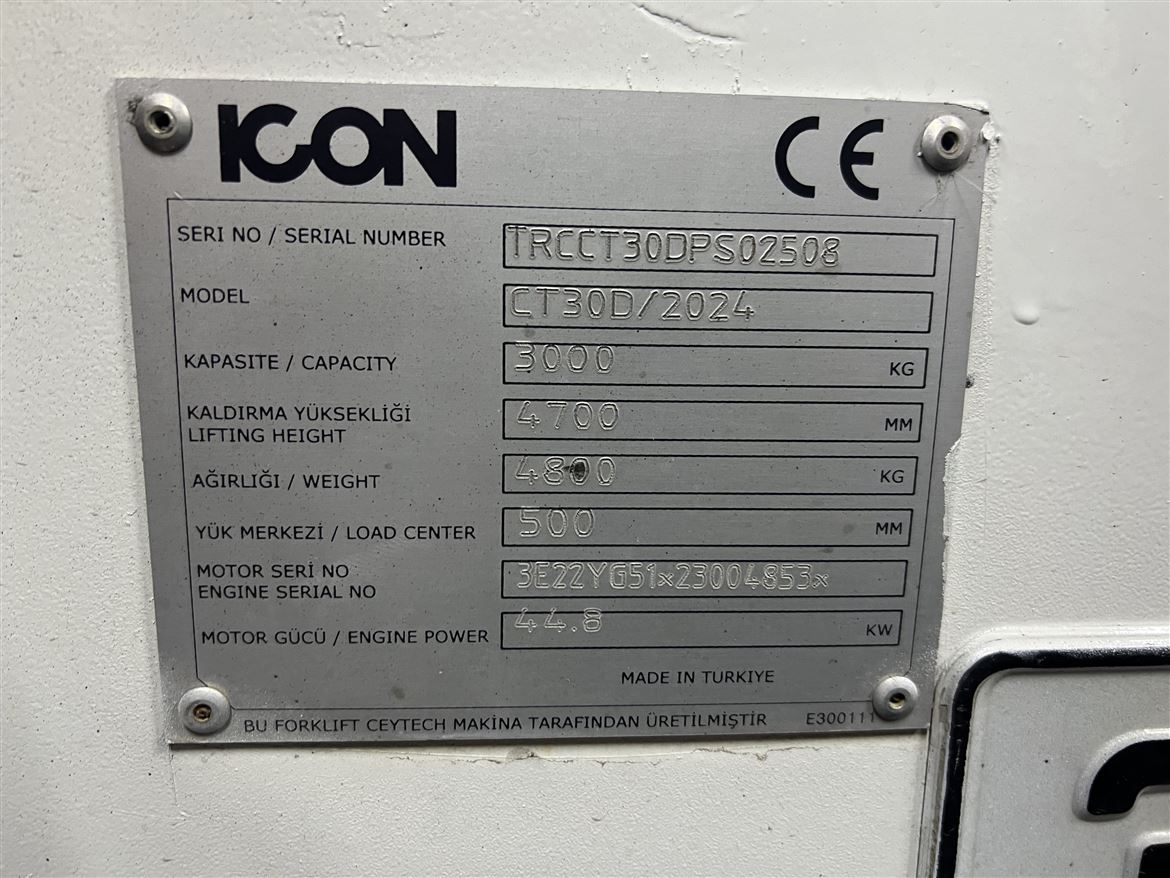 ICON CE
SERI NO / SERIAL NUMBER TRCCT30DPS02508
MODEL CT30D/2024
KAPASITE / CAPACITY 3000 KG
KALDIRMA YÜKSEKLİĞİ
LIFTING HEIGHT 4700 MM
AĞIRLIĞI / WEIGHT 4800 KG
YÜK MERKEZİ / LOAD CENTER 500 MM
MOTOR SERI NO
ENGINE SERIAL NO 3E22YG51*23004853*
MOTOR GÜCÜ / ENGINE POWER 44.8 KW
MADE IN TURKIYE
BU FORKLIFT CEYTECH MAKİNA TARAFINDAN ÜRETİLMİŞTİR E300111